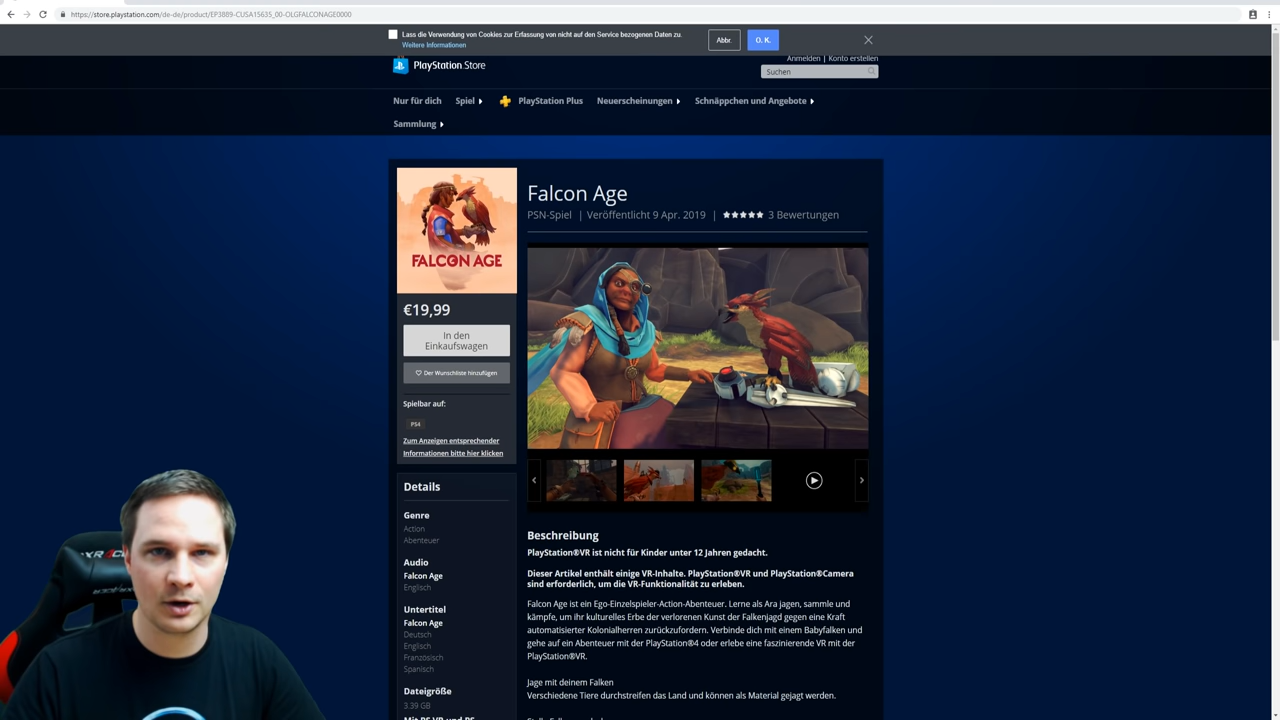 https://store.playstation.com/de-de/product/EP3889-CUSA15635_00-OLGFALCONAGE0000
Lass die Verwendung von Cookies zur Erfassung von nicht auf den Service bezogenen Daten zu.
Weitere Informationen
Abbr.
O. K.
PlayStation Store
Anmelden | Konto erstellen
Suchen
Nur für dich
Spiel
PlayStation Plus
Neuerscheinungen
Schnäppchen und Angebote
Sammlung
FALCON AGE
Falcon Age
PSN-Spiel | Veröffentlicht 9 Apr. 2019 | 3 Bewertungen
€19,99
In den
Einkaufswagen
Der Wunschliste hinzufügen
Spielbar auf:
PS4
Zum Anzeigen entsprechender
Informationen bitte hier klicken
Details
Genre
Action
Abenteuer
Audio
Falcon Age
Englisch
Untertitel
Falcon Age
Deutsch
Englisch
Französisch
Spanisch
Dateigröße
3.39 GB
Beschreibung
PlayStation®VR ist nicht für Kinder unter 12 Jahren gedacht.
Dieser Artikel enthält einige VR-Inhalte. PlayStation®VR und PlayStation®Camera
sind erforderlich, um die VR-Funktionalität zu erleben.
Falcon Age ist ein Ego-Einzelspieler-Action-Abenteuer. Lerne als Ara jagen, sammle und
kämpfe, um ihr kulturelles Erbe der verlorenen Kunst der Falkenjagd gegen eine Kraft
automatisierter Kolonialherren zurückzufordern. Verbinde dich mit einem Babyfalken und
gehe auf ein Abenteuer mit der PlayStation®4 oder erlebe eine faszinierende VR mit der
PlayStation®VR.
Jage mit deinem Falken
Verschiedene Tiere durchstreifen das Land und können als Material gejagt werden.